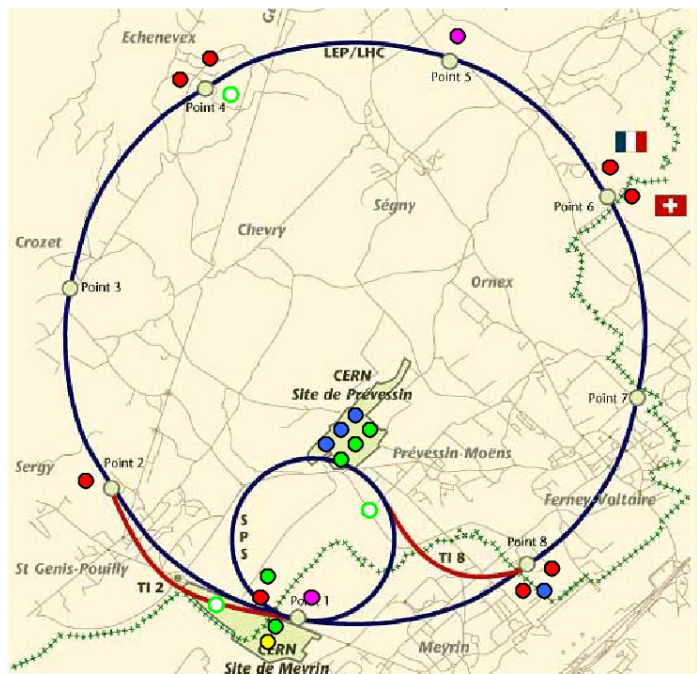 Echenevex
Ge
LEP/LHC
Point 5
Point 4
Point 6
Ségny
Chevry
Crozet
Ornex
Point 3
CERN
Site de Prévessin
Point 7
Prévessin-Moëns
Point 2
Sergy
Ferney-Voltaire
S
P
S
Point 8
TI 8
St Genis-Pouilly
TI 2
Point 1
Meyrin
CERN
Site de Meyrin